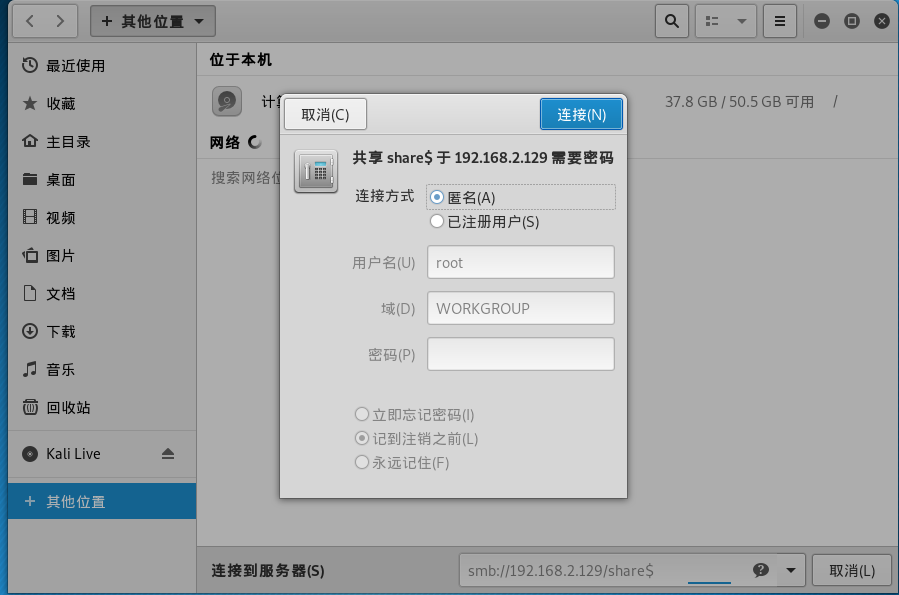 其他位置
最近使用
收藏
主目录
桌面
视频
图片
文档
下载
音乐
回收站
Kali Live
其他位置
位于本机
37.8 GB / 50.5 GB 可用 /
网络
搜索网络
取消(C)
连接(N)
共享 share$ 于 192.168.2.129 需要密码
连接方式
匿名(A)
已注册用户(S)
用户名(U)
root
域(D)
WORKGROUP
密码(P)
立即忘记密码(I)
记到注销之前(L)
永远记住(F)
连接到服务器(S)
smb://192.168.2.129/share$
取消(L)